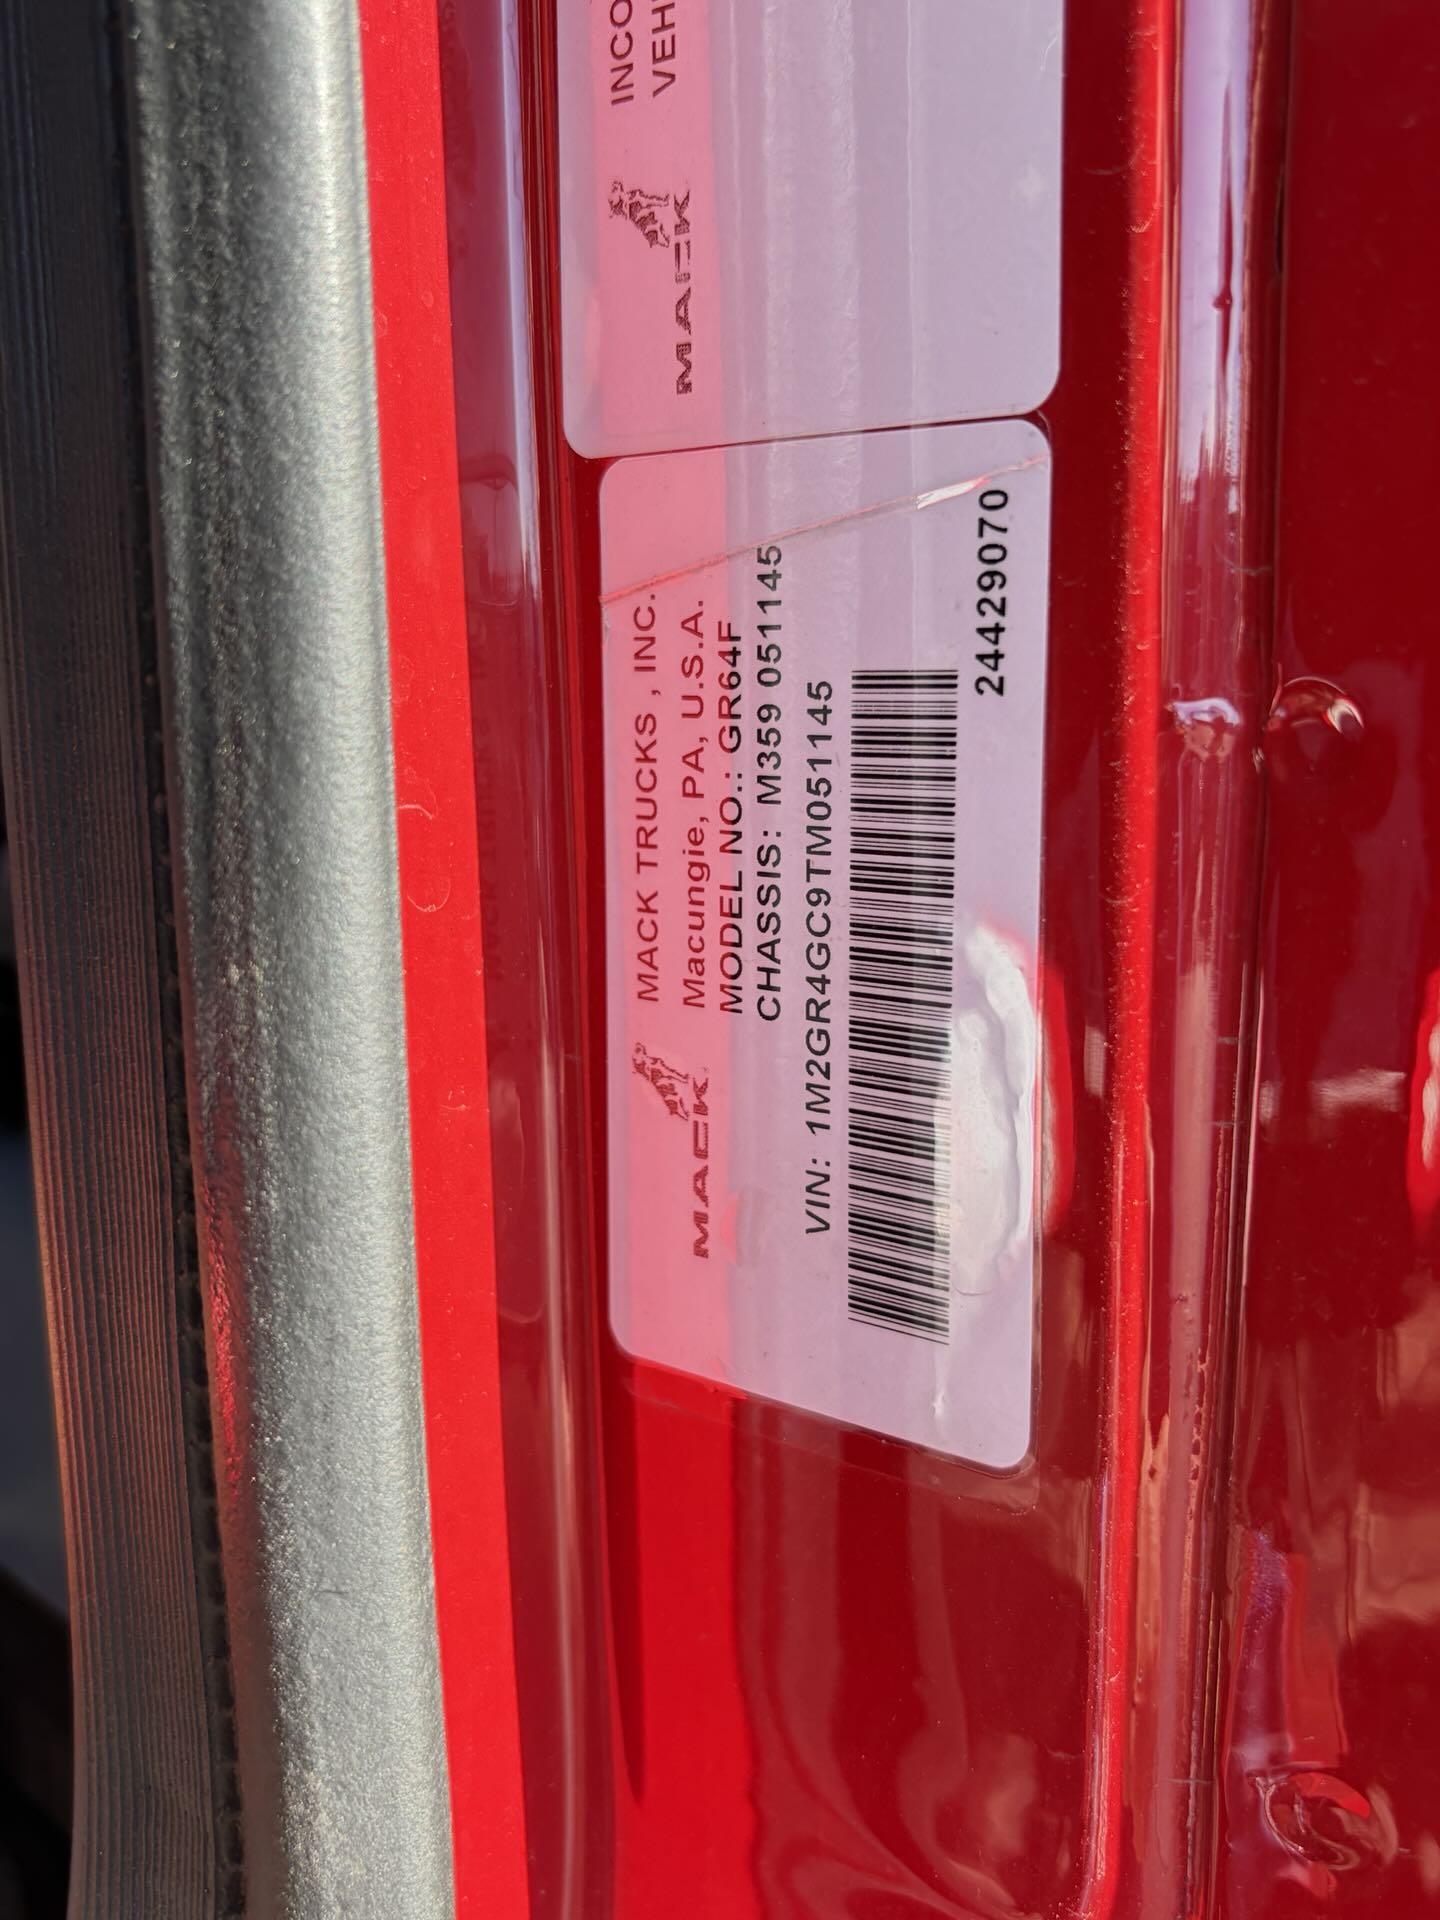 INCO
VEH
MACK
MACK TRUCKS , INC.
Macungie, PA, U.S.A.
MODEL NO.: GR64F
CHASSIS: M359 051145
MACK
VIN: 1M2GR4GC9TM051145
24429070